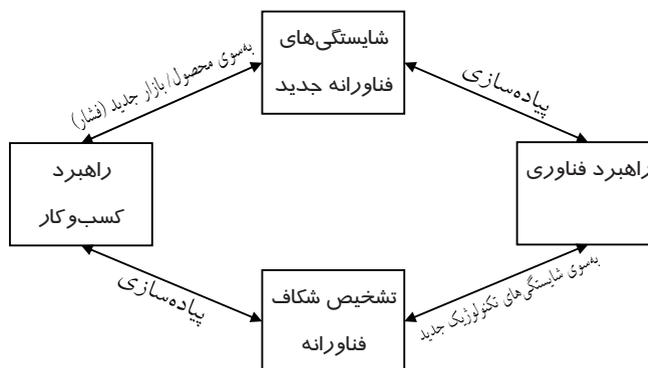 شایستگی‌های
فناورانه جدید
به‌سوی محصول/بازار جدید (فشار)
پیاده‌سازی
راهبرد فناوری
راهبرد
کسب‌وکار
پیاده‌سازی
به‌سوی شایستگی‌های تکنولوژیک جدید
تشخیص شکاف
فناورانه